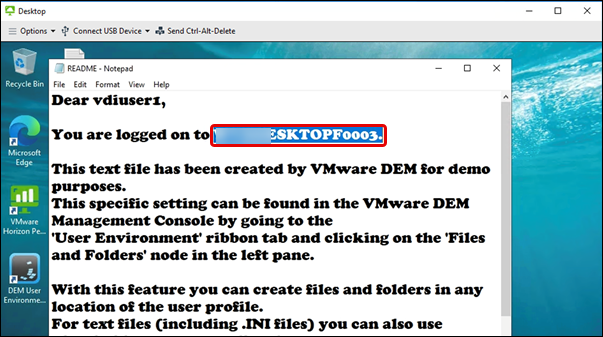 Desktop
Options
Connect USB Device
Send Ctrl-Alt-Delete
Recycle Bin
Microsoft
Edge
VMware
Horizon Pe...
DEM User
Environme...
README - Notepad
File Edit Format View Help
Dear vdiuser1,
You are logged on to ESKTOPF0003.
This text file has been created by VMware DEM for demo
purposes.
This specific setting can be found in the VMware DEM
Management Console by going to the
'User Environment' ribbon tab and clicking on the 'Files
and Folders' node in the left pane.
With this feature you can create files and folders in any
location of the user profile.
For text files (including .INI files) you can also use